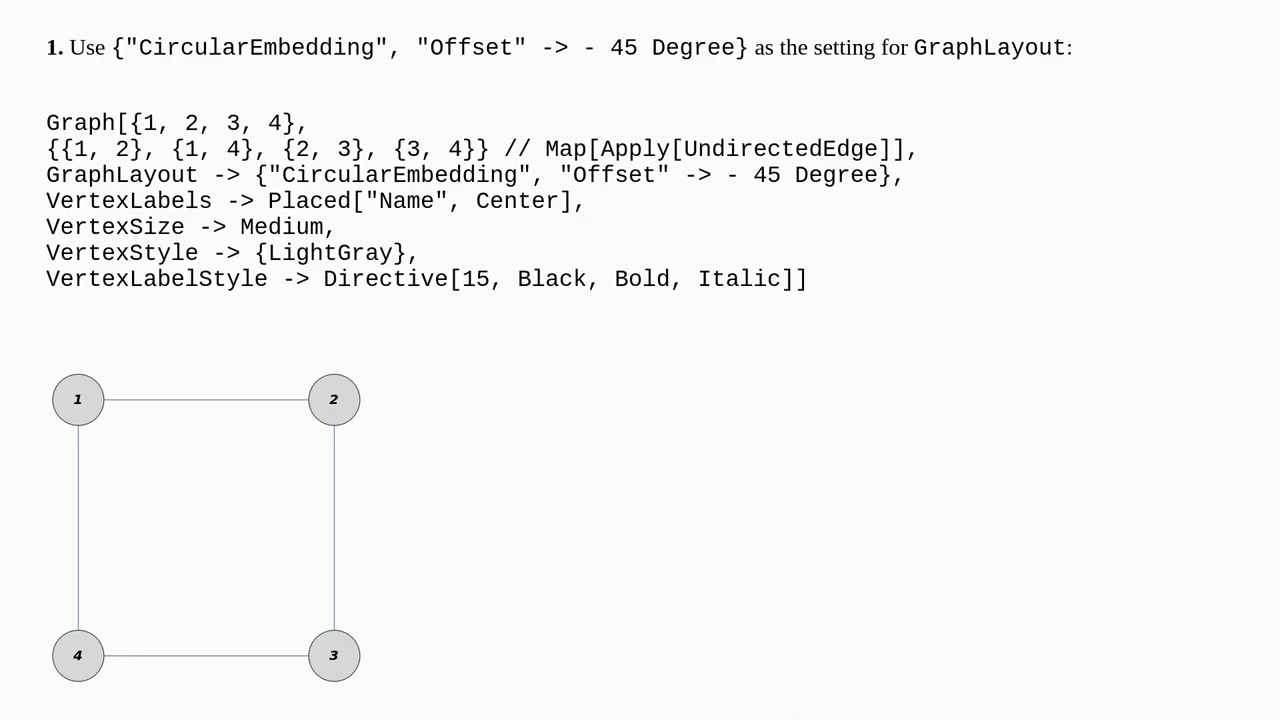 1. Use {"CircularEmbedding", "Offset" -> - 45 Degree} as the setting for GraphLayout:
Graph[{1, 2, 3, 4},
{{1, 2}, {1, 4}, {2, 3}, {3, 4}} // Map[Apply[UndirectedEdge]],
GraphLayout -> {"CircularEmbedding", "Offset" -> - 45 Degree},
VertexLabels -> Placed["Name", Center],
VertexSize -> Medium,
VertexStyle -> {LightGray},
VertexLabelStyle -> Directive[15, Black, Bold, Italic]]
1 2
4 3